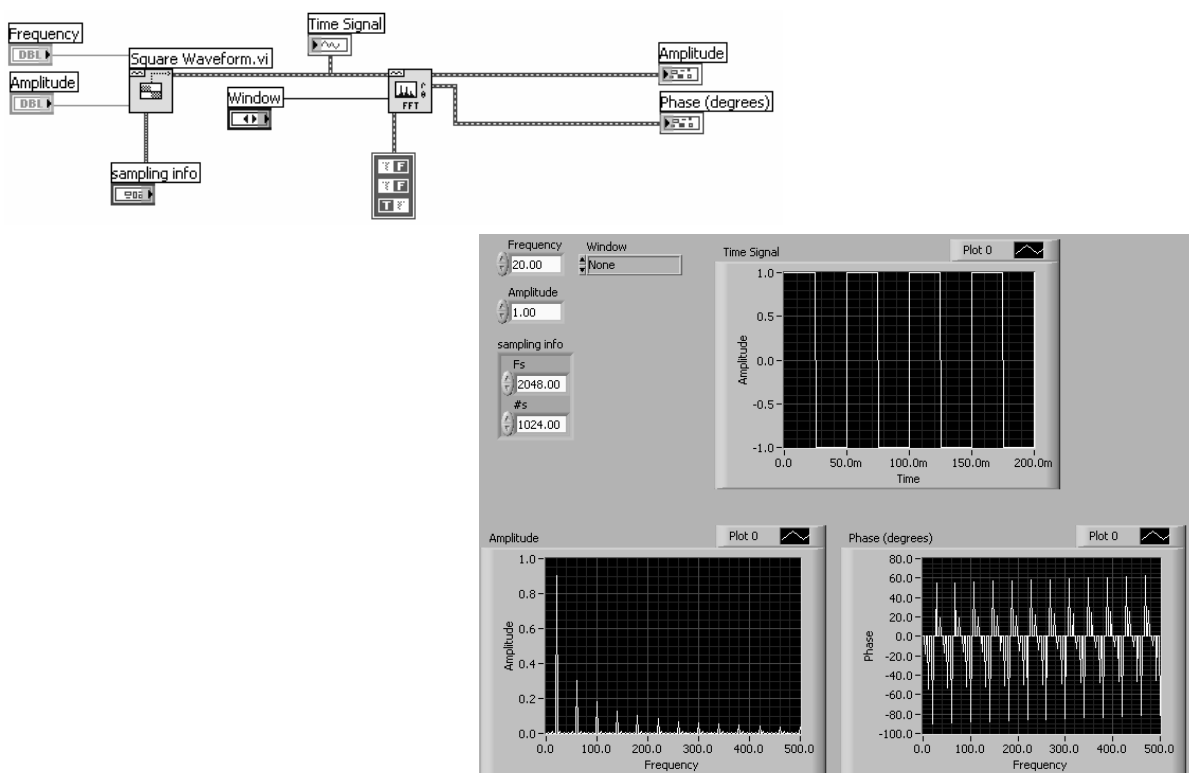 Frequency
DBL
Amplitude
DBL
Square Waveform.vi
sampling info
Time Signal
Window
FFT
F
F
T
Amplitude
Phase (degrees)
Frequency
20.00
Window
None
Amplitude
1.00
sampling info
Fs
2048.00
#s
1024.00
Time Signal
Plot 0
Amplitude
1.0
0.5
0.0
-0.5
-1.0
0.0 50.0m 100.0m 150.0m 200.0m
Time
Amplitude
Plot 0
Amplitude
1.0
0.8
0.6
0.4
0.2
0.0
0.0 100.0 200.0 300.0 400.0 500.0
Frequency
Phase (degrees)
Plot 0
Phase
80.0
60.0
40.0
20.0
0.0
-20.0
-40.0
-60.0
-80.0
-100.0
0.0 100.0 200.0 300.0 400.0 500.0
Frequency